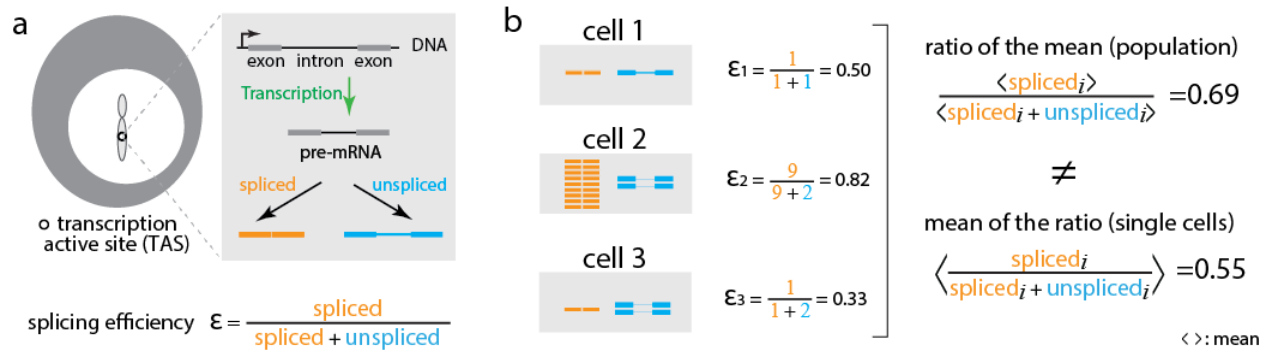 a
DNA
exon intron exon
Transcription
pre-mRNA
spliced unspliced
transcription
active site (TAS)
splicing efficiency ε = spliced / spliced + unspliced
b
cell 1
ε1 = 1 / 1 + 1 = 0.50
cell 2
ε2 = 9 / 9 + 2 = 0.82
cell 3
ε3 = 1 / 1 + 2 = 0.33
ratio of the mean (population)
⟨splicedi⟩ / ⟨splicedi + unsplicedi⟩ =0.69
≠
mean of the ratio (single cells)
⟨splicedi / splicedi + unsplicedi⟩ =0.55
< >: mean